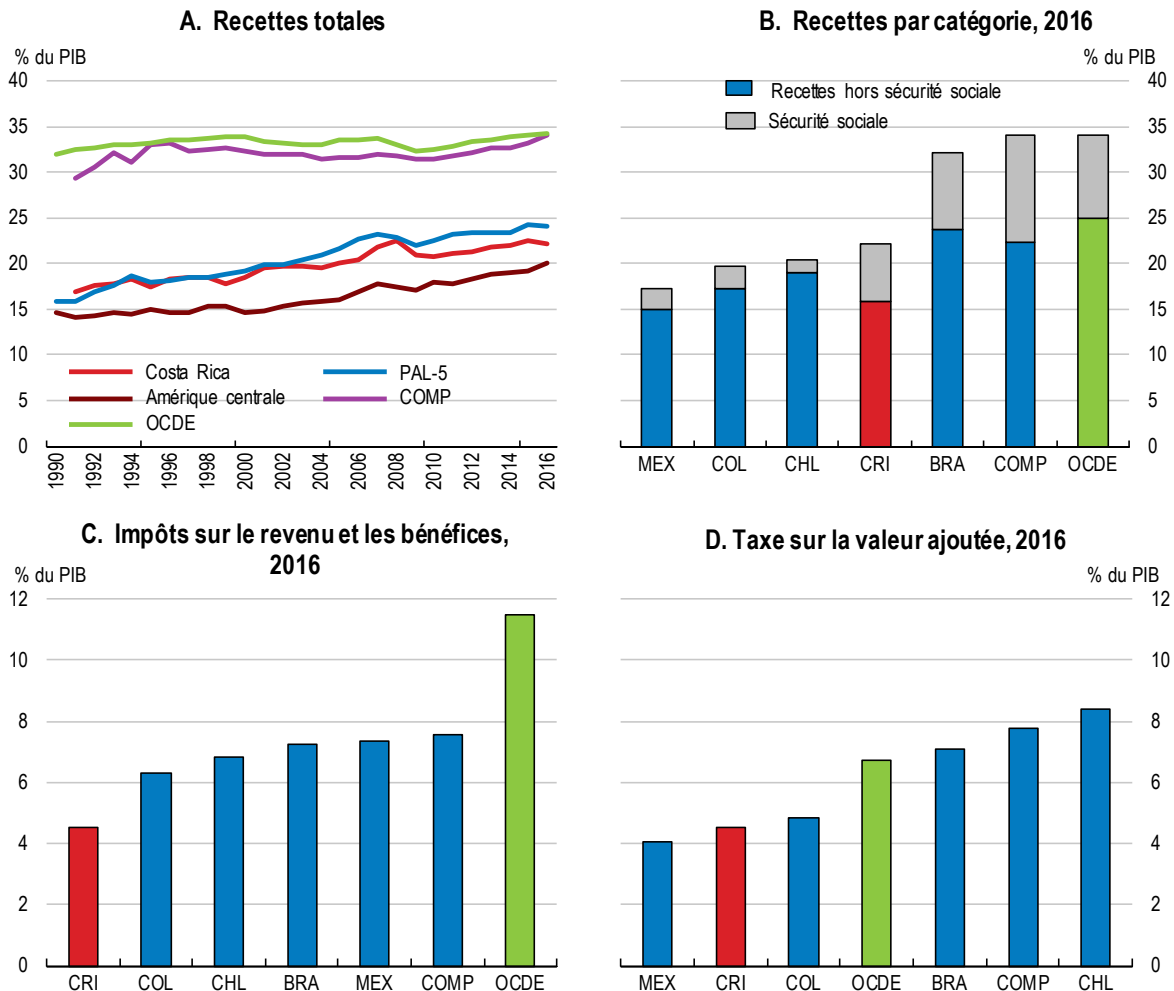 A. Recettes totales
% du PIB
40
35
30
25
20
15
10
5
0
Costa Rica
PAL-5
Amérique centrale
COMP
OCDE
1990
1992
1994
1996
1998
2000
2002
2004
2006
2008
2010
2012
2014
2016
B. Recettes par catégorie, 2016
% du PIB
Recettes hors sécurité sociale
Sécurité sociale
40
35
30
25
20
15
10
5
0
MEX COL CHL CRI BRA COMP OCDE
C. Impôts sur le revenu et les bénéfices,
2016
% du PIB
12
10
8
6
4
2
0
CRI COL CHL BRA MEX COMP OCDE
D. Taxe sur la valeur ajoutée, 2016
% du PIB
12
10
8
6
4
2
0
MEX CRI COL OCDE BRA COMP CHL